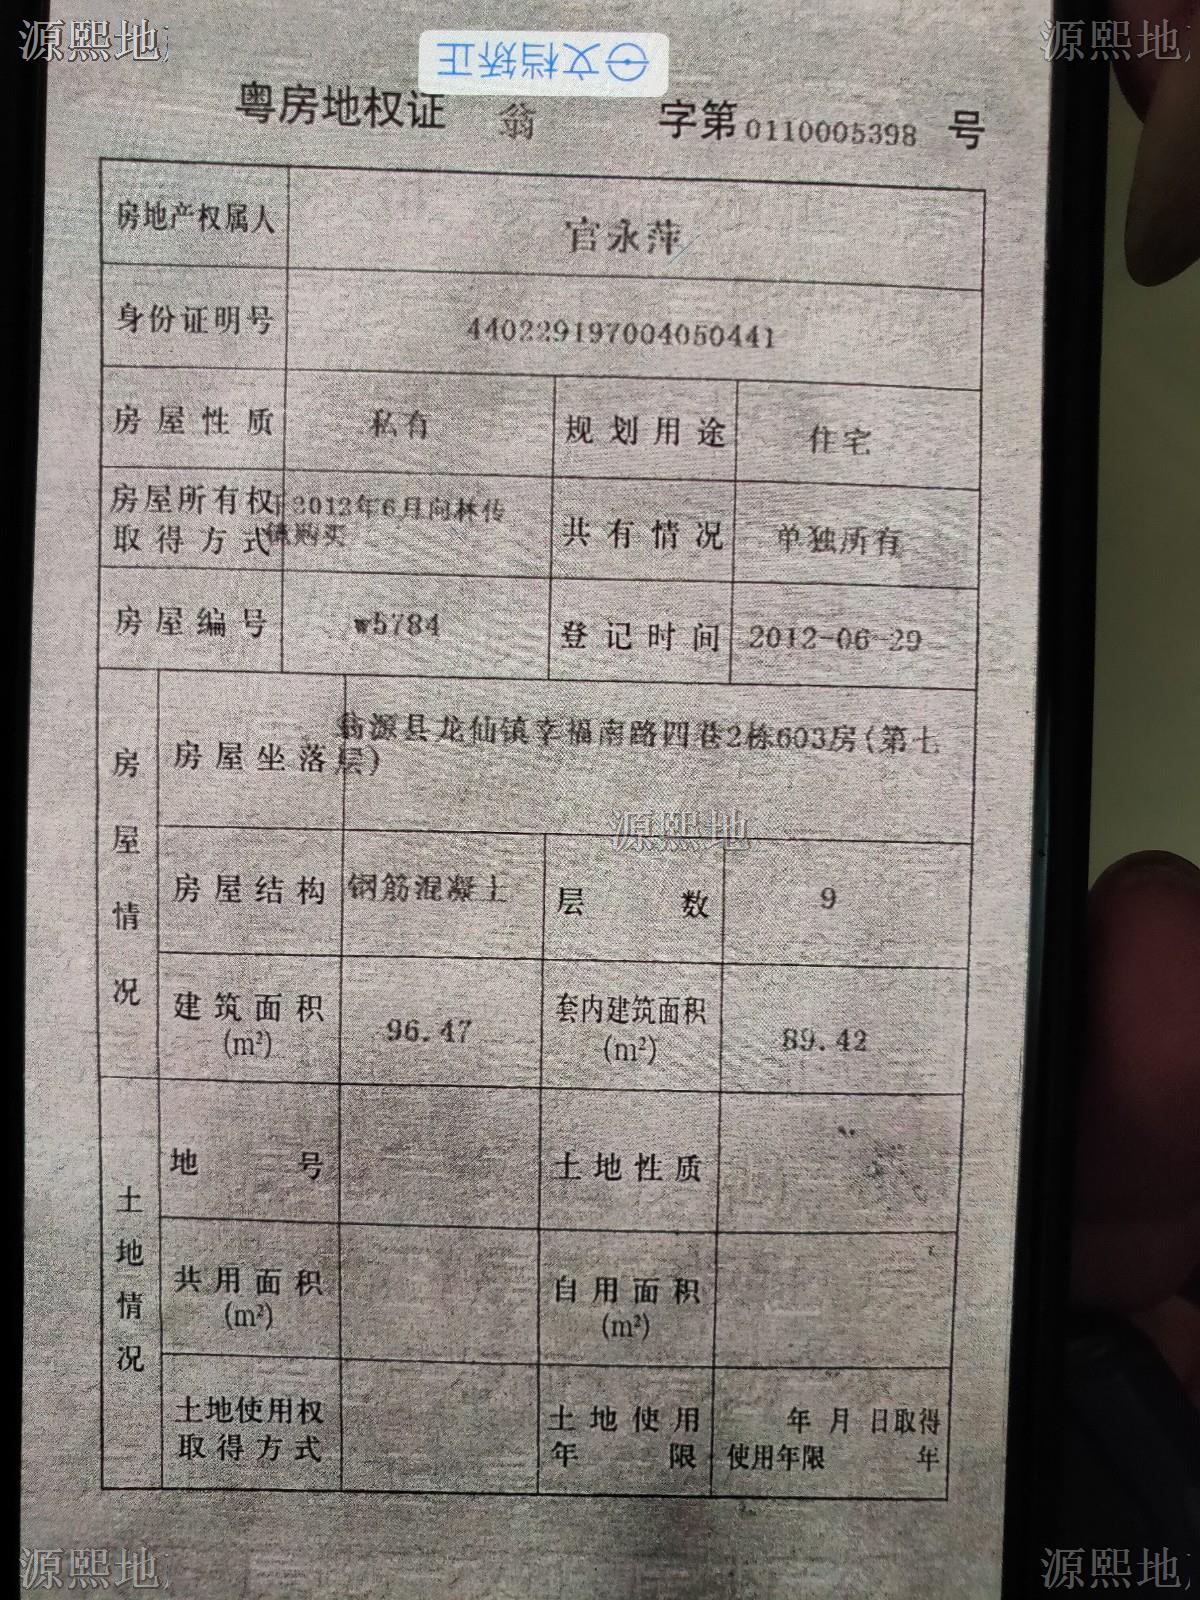 源熙地
源熙地
文档矫正
粤房地权证 翁 字第0110005398 号
房地产权属人 官永萍
身份证明号 440229197004050441
房屋性质 私有 规划用途 住宅
房屋所有权
取得方式
2012年6月向林传
购买
共有情况 单独所有
房屋编号 w5784 登记时间 2012-06-29
房屋情况
房屋坐落
翁源县龙仙镇幸福南路四巷2栋603房(第七
层)
源熙地
房屋结构 钢筋混凝土 层数 9
建筑面积
(m²)
96.47
套内建筑面积
(m²)
89.42
土地情况
地号 土地性质
共用面积
(m²)
自用面积
(m²)
土地使用权
取得方式
土地使用
年限
年 月 日取得
使用年限 年
源熙地
源熙地